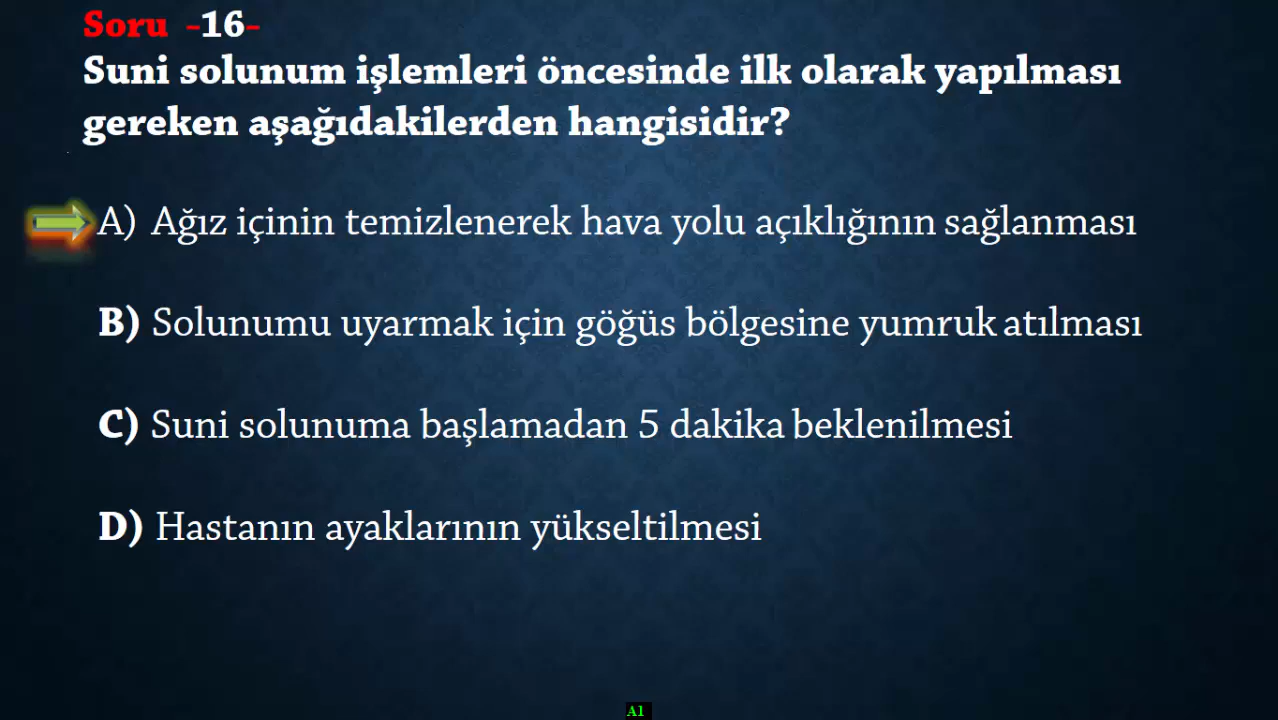 Soru -16-
Suni solunum işlemleri öncesinde ilk olarak yapılması
gereken aşağıdakilerden hangisidir?
A) Ağız içinin temizlenerek hava yolu açıklığının sağlanması
B) Solunumu uyarmak için göğüs bölgesine yumruk atılması
C) Suni solunuma başlamadan 5 dakika beklenilmesi
D) Hastanın ayaklarının yükseltilmesi
A1